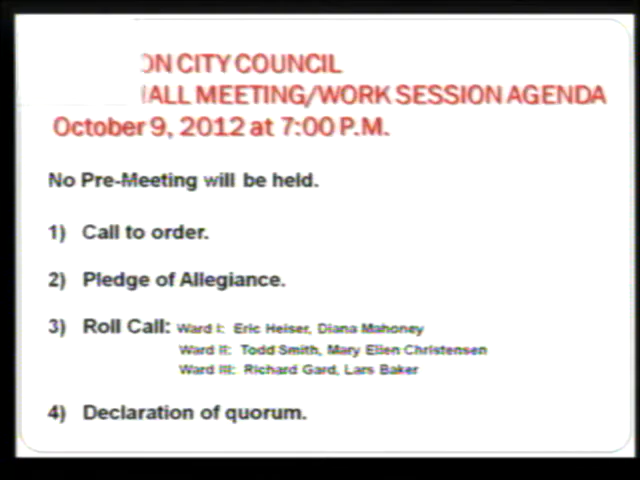 ON CITY COUNCIL
ALL MEETING/WORK SESSION AGENDA
October 9, 2012 at 7:00 P.M.
No Pre-Meeting will be held.
1) Call to order.
2) Pledge of Allegiance.
3) Roll Call: Ward I: Eric Heiser, Diana Mahoney
Ward II: Todd Smith, Mary Ellen Christensen
Ward III: Richard Gard, Lars Baker
4) Declaration of quorum.